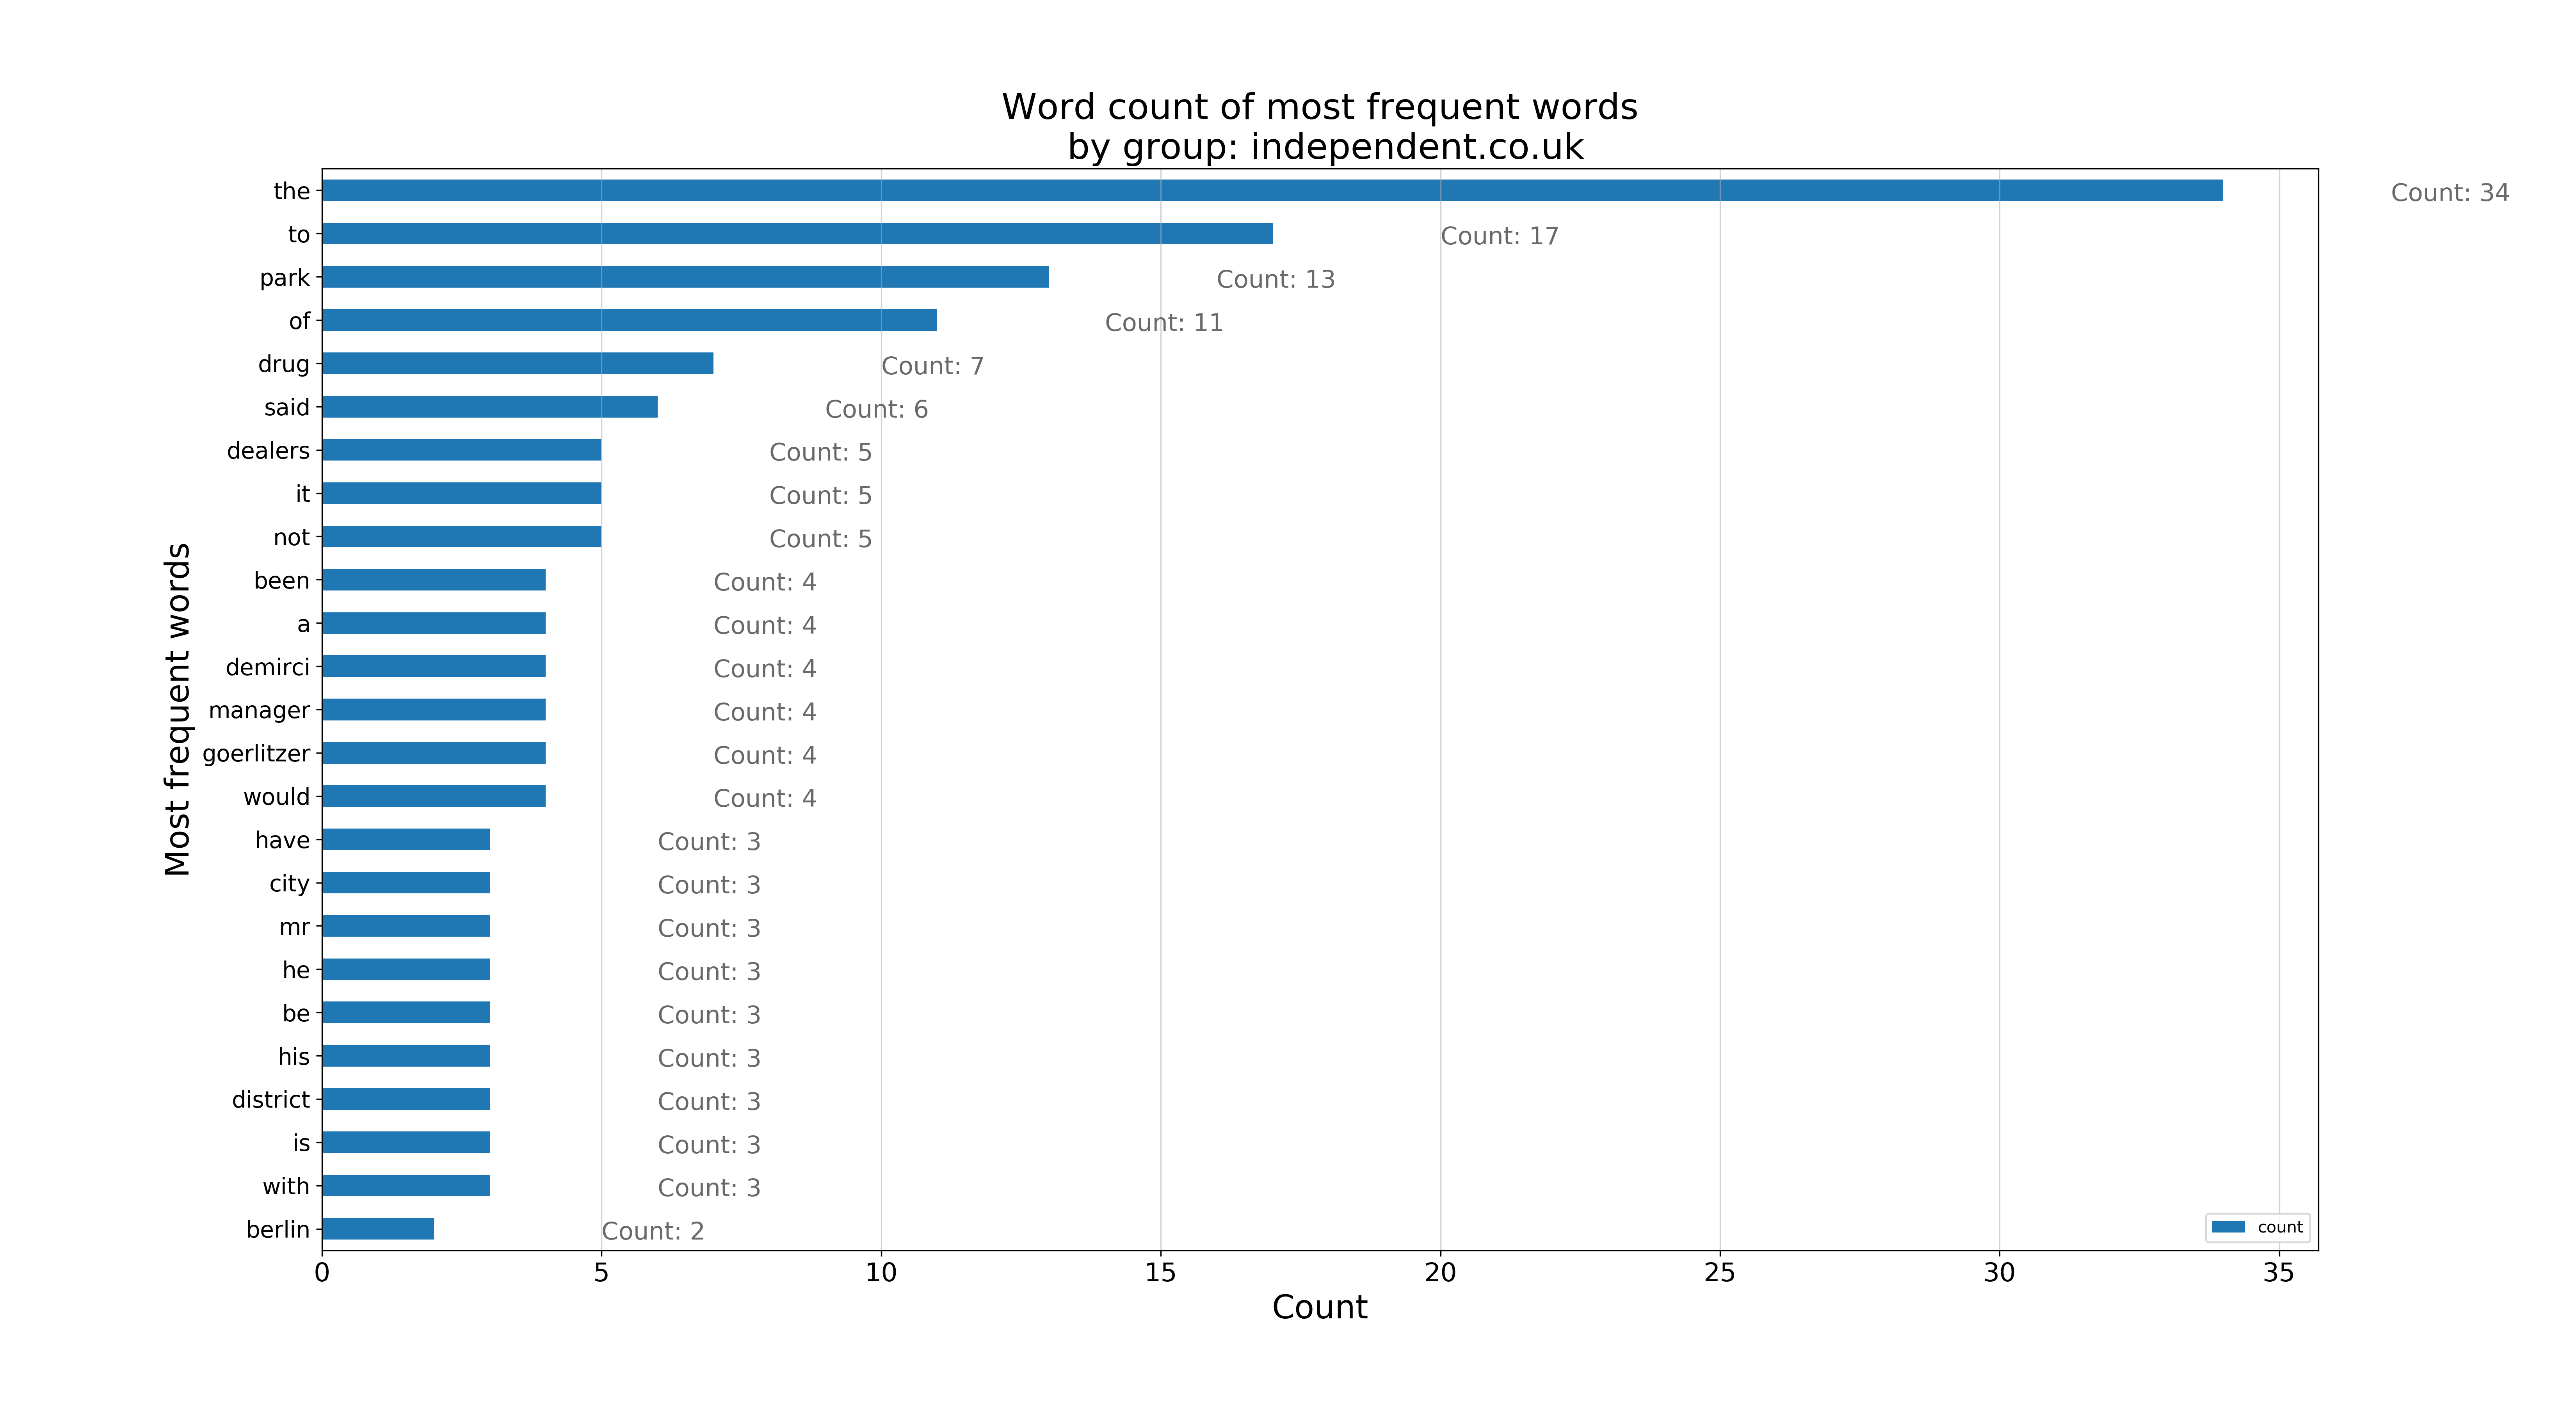 Word count of most frequent words
by group: independent.co.uk
the Count: 34
to Count: 17
park Count: 13
of Count: 11
drug Count: 7
said Count: 6
dealers Count: 5
it Count: 5
not Count: 5
been Count: 4
a Count: 4
demirci Count: 4
manager Count: 4
goerlitzer Count: 4
would Count: 4
have Count: 3
city Count: 3
mr Count: 3
he Count: 3
be Count: 3
his Count: 3
district Count: 3
is Count: 3
with Count: 3
berlin Count: 2
Most frequent words
count
0 5 10 15 20 25 30 35
Count